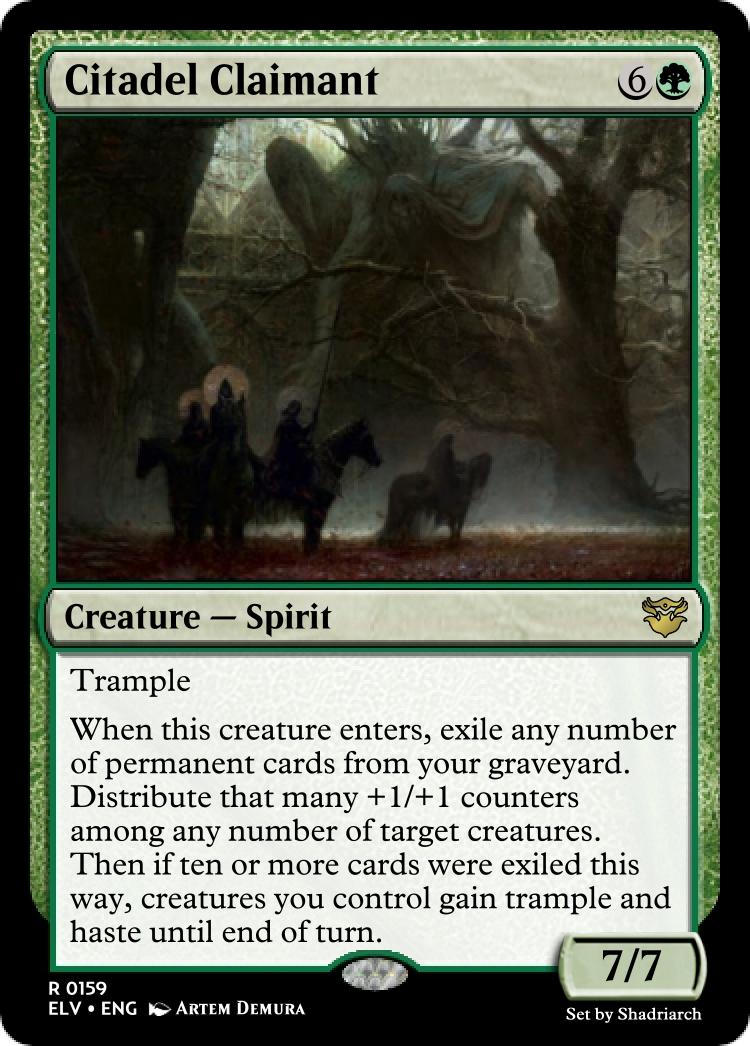 Citadel Claimant 6
Creature — Spirit
Trample
When this creature enters, exile any number
of permanent cards from your graveyard.
Distribute that many +1/+1 counters
among any number of target creatures.
Then if ten or more cards were exiled this
way, creatures you control gain trample and
haste until end of turn.
7/7
R 0159
ELV • ENG ARTEM DEMURA
Set by Shadriarch